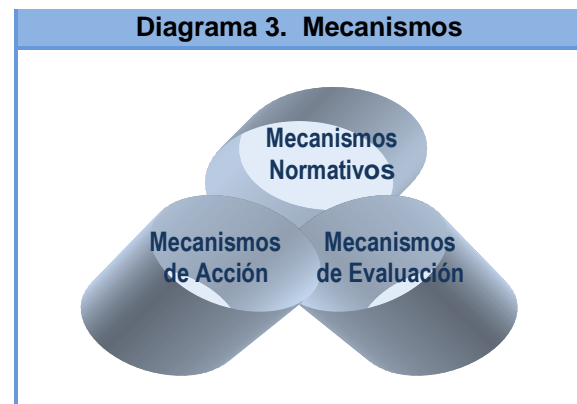 Diagrama 3. Mecanismos
Mecanismos
Normativos
Mecanismos
de Acción
Mecanismos
de Evaluación